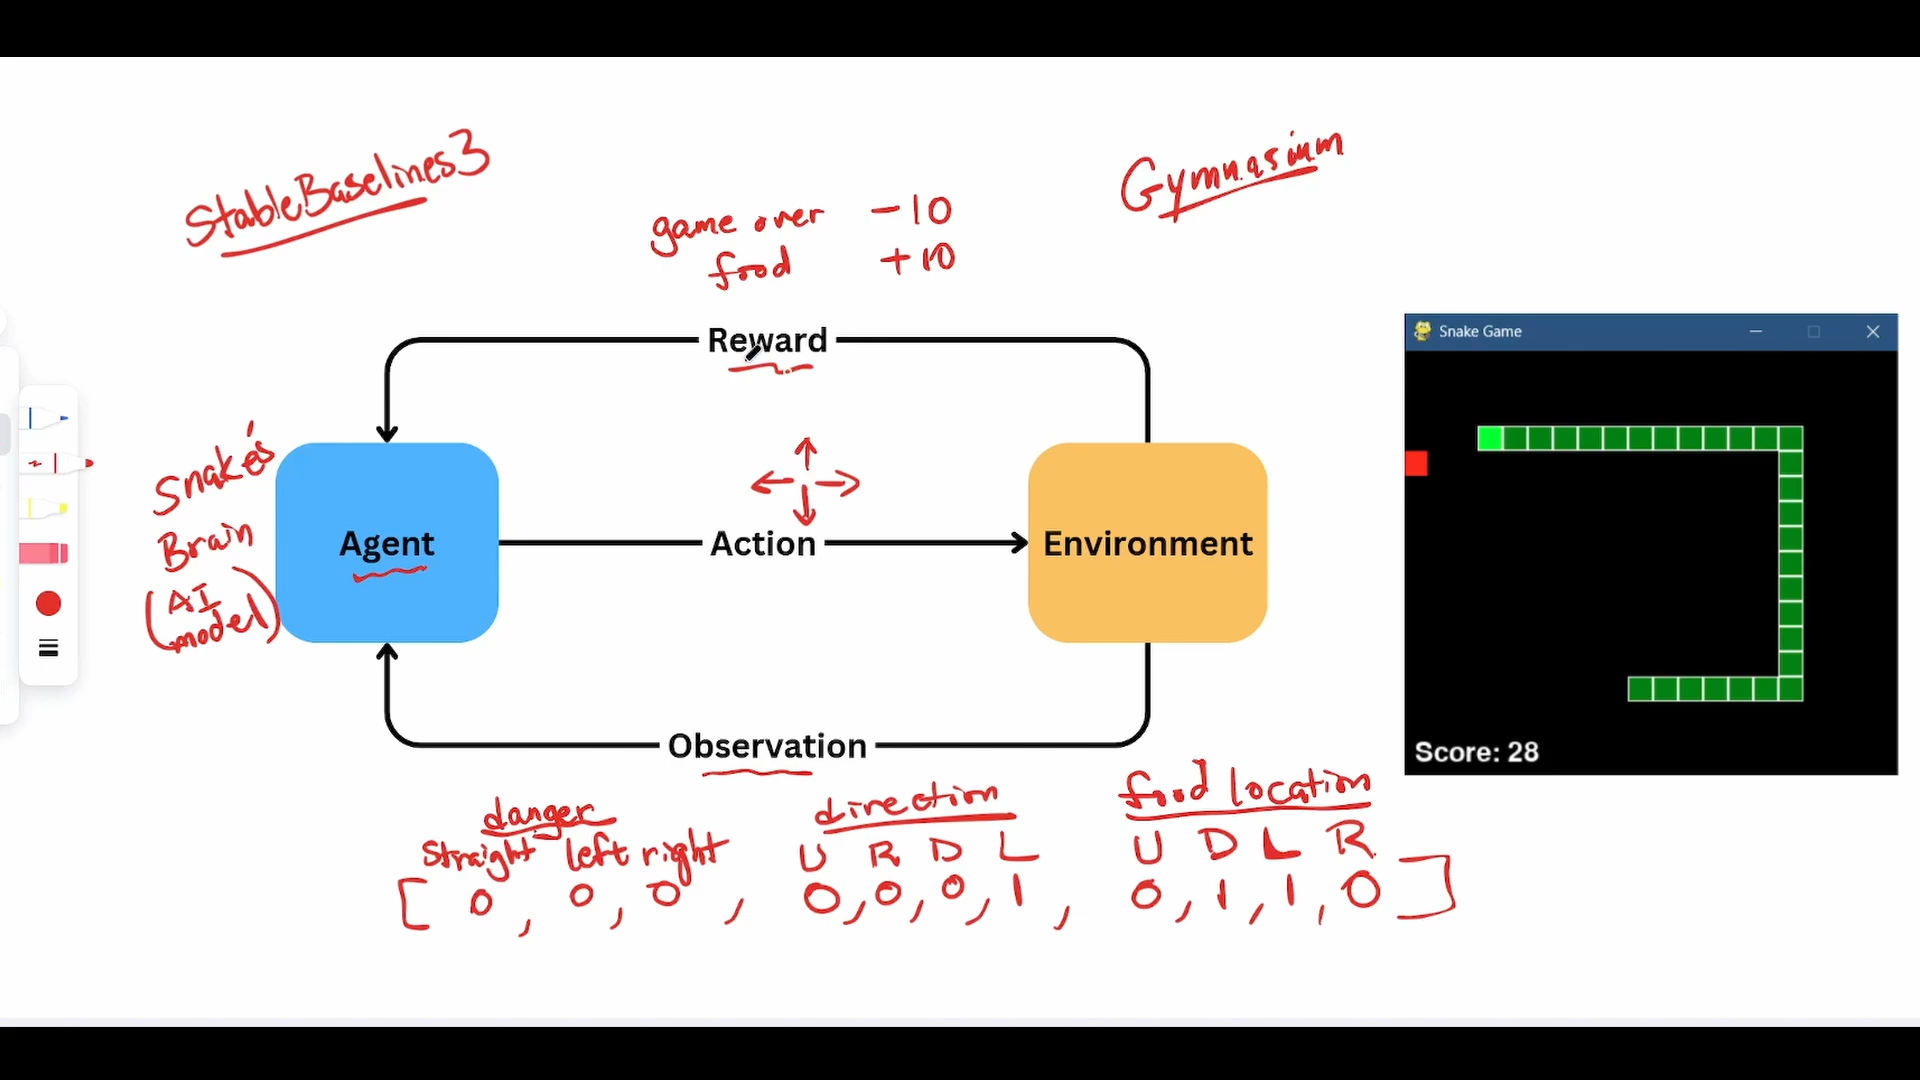 StableBaselines3
Gymnasium
game over -10
food +10
Reward
Snake Game
Snake's
Brain
(AI
model)
Agent
Action
Environment
Observation
Score: 28
danger
straight left right
direction
U R D L
food location
U D L R
[ 0, 0, 0, 0, 0, 0, 1, 0, 1, 1, 0 ]